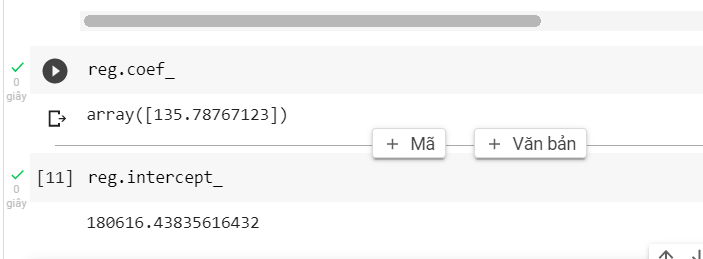 0
giây
reg.coef_
array([135.78767123])
+ Mã
+ Văn bản
0
giây
[11]
reg.intercept_
180616.43835616432